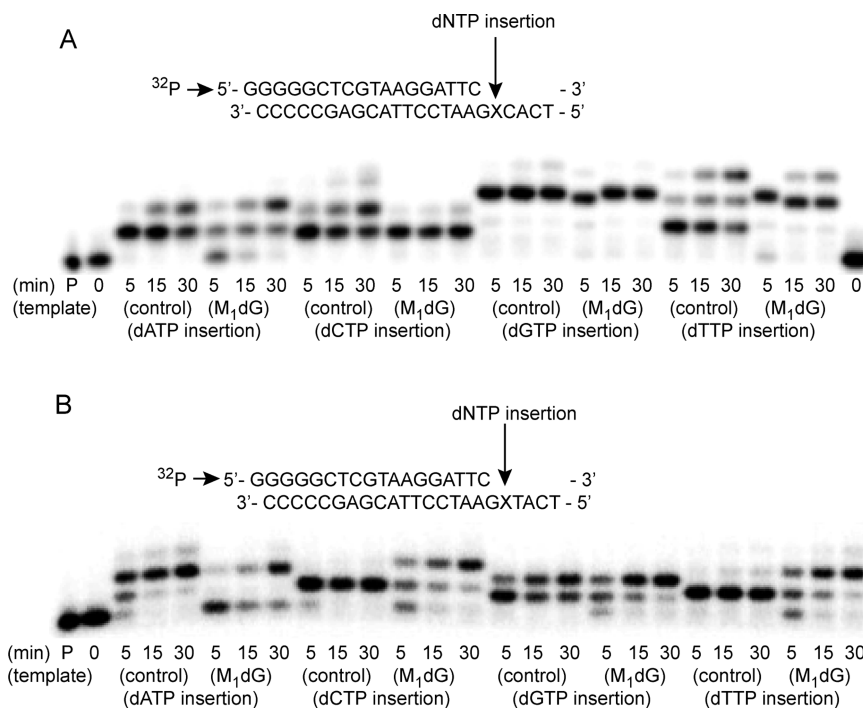 A
dNTP insertion
32P 5'- GGGGGCTCGTAAGGATTC - 3'
3'- CCCCCGAGCATTCCTAAGXCACT - 5'
(min) P 0 5 15 30 5 15 30 5 15 30 5 15 30 5 15 30 5 15 30 5 15 30 5 15 30 0
(template) (control) (M1dG) (control) (M1dG) (control) (M1dG) (control) (M1dG)
(dATP insertion) (dCTP insertion) (dGTP insertion) (dTTP insertion)
B
dNTP insertion
32P 5'- GGGGGCTCGTAAGGATTC - 3'
3'- CCCCCGAGCATTCCTAAGXTACT - 5'
(min) P 0 5 15 30 5 15 30 5 15 30 5 15 30 5 15 30 5 15 30 5 15 30 5 15 30
(template) (control) (M1dG) (control) (M1dG) (control) (M1dG) (control) (M1dG)
(dATP insertion) (dCTP insertion) (dGTP insertion) (dTTP insertion)